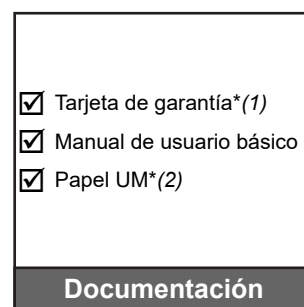 ☑ Tarjeta de garantía*(1)
☑ Manual de usuario básico
☑ Papel UM*(2)
Documentación